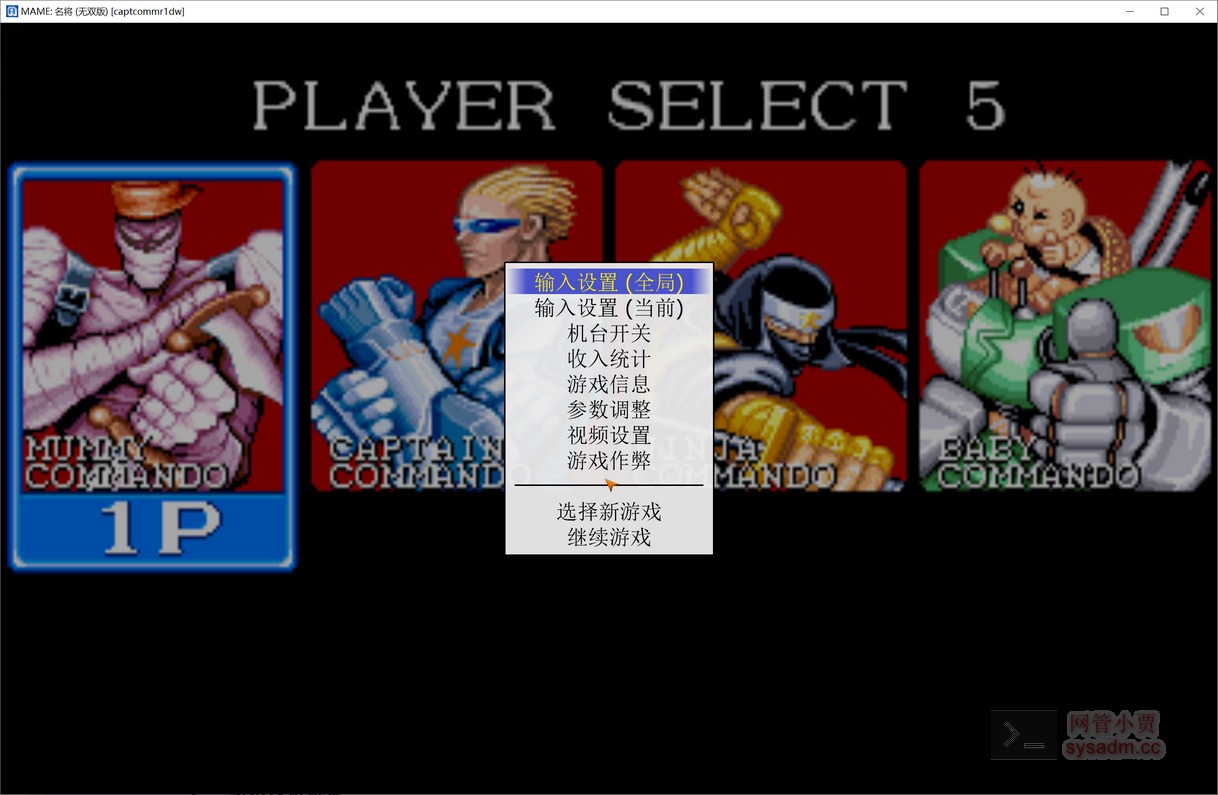 MAME: 名将 (无双版) [captcommr1dw]
PLAYER SELECT 5
输入设置 (全局)
输入设置 (当前)
机台开关
收入统计
游戏信息
参数调整
视频设置
游戏作弊
选择新游戏
继续游戏
MUMMY
COMMANDO
CAPTAIN
COMMANDO
NINJA
COMMANDO
BABY
COMMANDO
1P
网管小贾
sysadm.cc